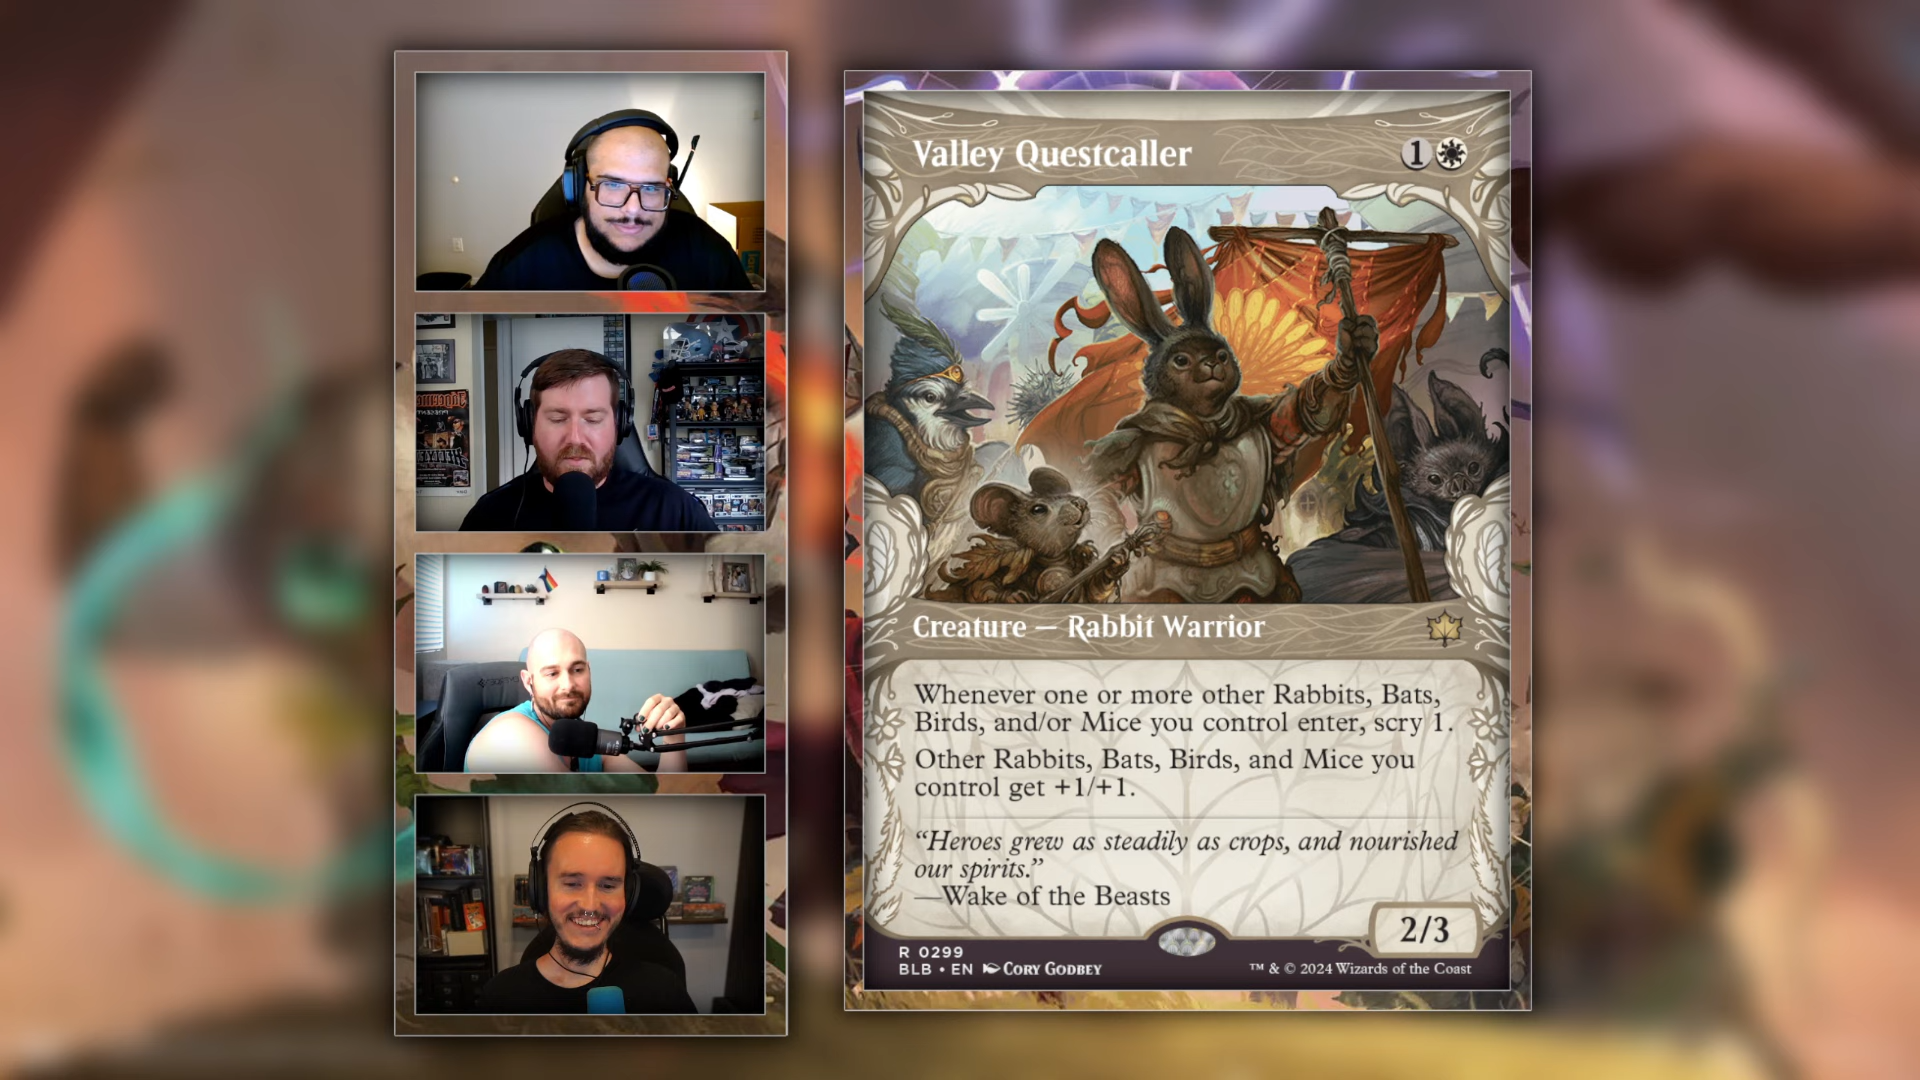 Valley Questcaller
1
Creature — Rabbit Warrior
Whenever one or more other Rabbits, Bats,
Birds, and/or Mice you control enter, scry 1.
Other Rabbits, Bats, Birds, and Mice you
control get +1/+1.
“Heroes grew as steadily as crops, and nourished
our spirits.”
—Wake of the Beasts
2/3
R 0299
BLB • EN Cory Godbey
™ & © 2024 Wizards of the Coast